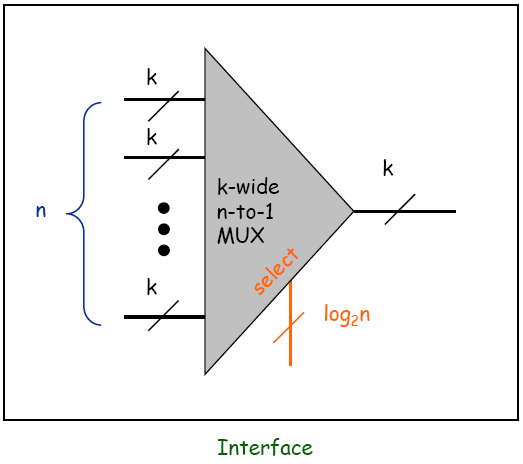 k
k
k
n
k-wide
n-to-1
MUX
select
k
log₂n
Interface